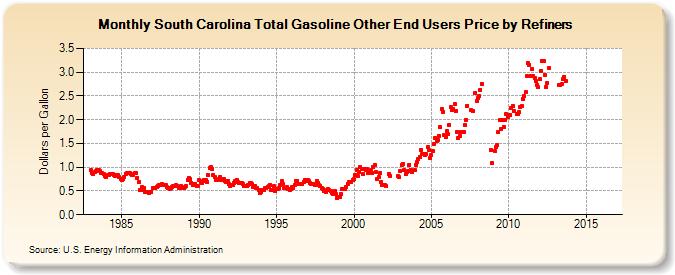 Monthly South Carolina Total Gasoline Other End Users Price by Refiners
Dollars per Gallon
3.5
3.0
2.5
2.0
1.5
1.0
0.5
0.0
1985 1990 1995 2000 2005 2010 2015
Source: U.S. Energy Information Administration